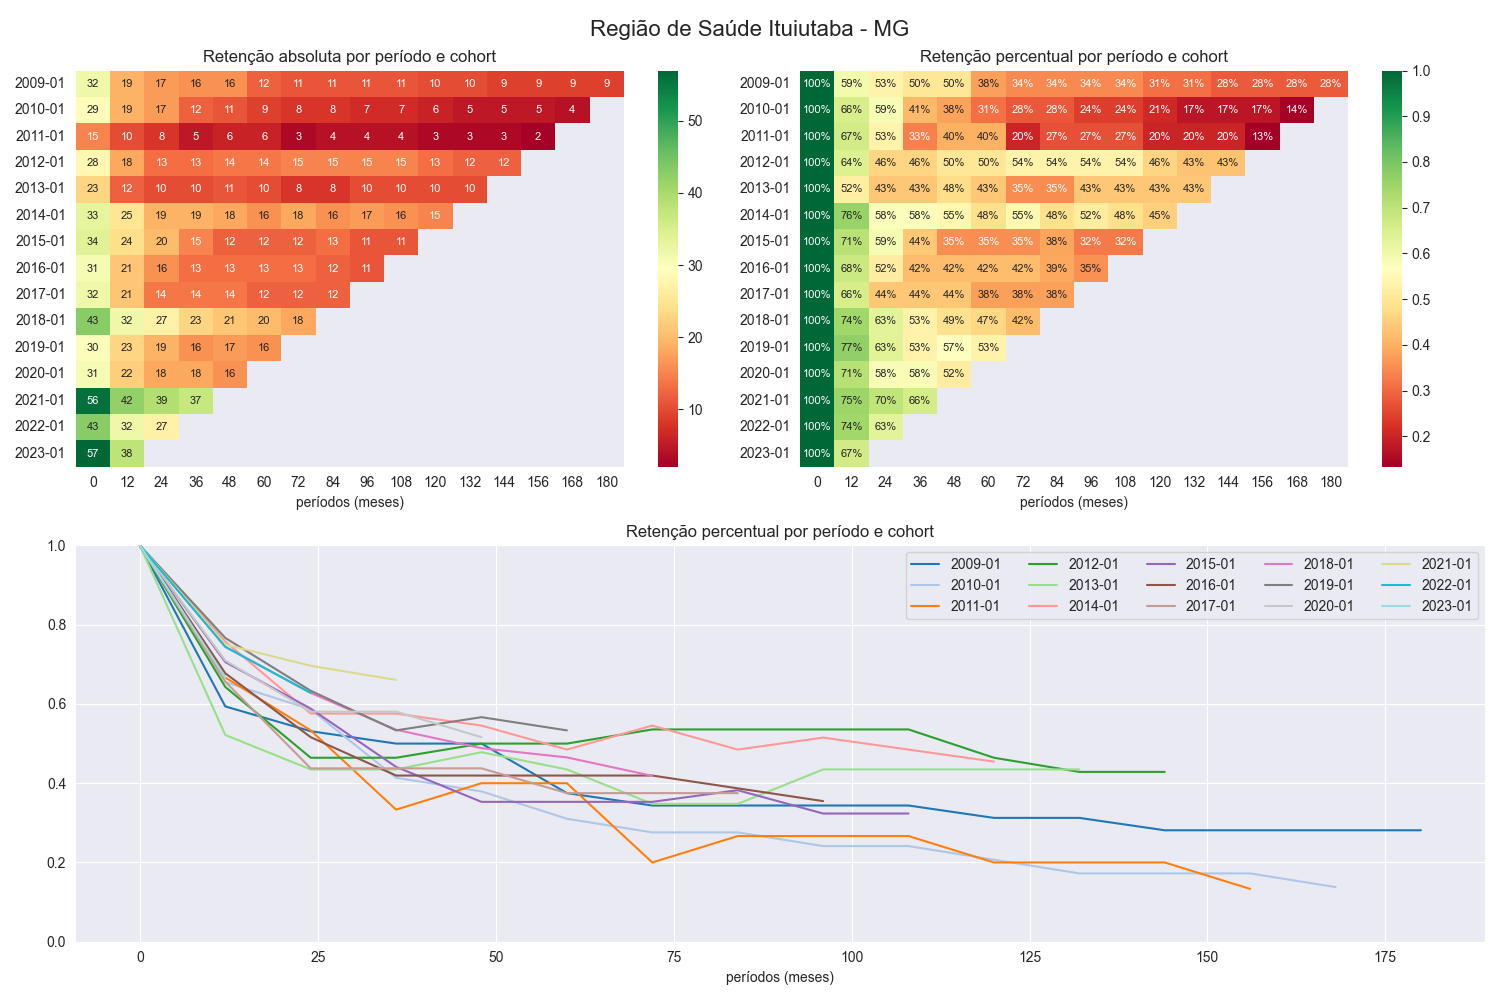 Região de Saúde Ituiutaba - MG
Retenção absoluta por período e cohort
2009-01 32 19 17 16 16 12 11 11 11 11 10 10 9 9 9 9
2010-01 29 19 17 12 11 9 8 8 7 7 6 5 5 5 4
2011-01 15 10 8 5 6 6 3 4 4 4 3 3 3 2
2012-01 28 18 13 13 14 14 15 15 15 15 13 12 12
2013-01 23 12 10 10 11 10 8 8 10 10 10 10
2014-01 33 25 19 19 18 16 18 16 17 16 15
2015-01 34 24 20 15 12 12 12 13 11 11
2016-01 31 21 16 13 13 13 13 12 11
2017-01 32 21 14 14 14 12 12 12
2018-01 43 32 27 23 21 20 18
2019-01 30 23 19 16 17 16
2020-01 31 22 18 18 16
2021-01 56 42 39 37
2022-01 43 32 27
2023-01 57 38
0 12 24 36 48 60 72 84 96 108 120 132 144 156 168 180
períodos (meses)
50
40
30
20
10
Retenção percentual por período e cohort
2009-01 100% 59% 53% 50% 50% 38% 34% 34% 34% 34% 31% 31% 28% 28% 28% 28%
2010-01 100% 66% 59% 41% 38% 31% 28% 28% 24% 24% 21% 17% 17% 17% 14%
2011-01 100% 67% 53% 33% 40% 40% 20% 27% 27% 27% 20% 20% 20% 13%
2012-01 100% 64% 46% 46% 50% 50% 54% 54% 54% 54% 46% 43% 43%
2013-01 100% 52% 43% 43% 48% 43% 35% 35% 43% 43% 43% 43%
2014-01 100% 76% 58% 58% 55% 48% 55% 48% 52% 48% 45%
2015-01 100% 71% 59% 44% 35% 35% 35% 38% 32% 32%
2016-01 100% 68% 52% 42% 42% 42% 42% 39% 35%
2017-01 100% 66% 44% 44% 44% 38% 38% 38%
2018-01 100% 74% 63% 53% 49% 47% 42%
2019-01 100% 77% 63% 53% 57% 53%
2020-01 100% 71% 58% 58% 52%
2021-01 100% 75% 70% 66%
2022-01 100% 74% 63%
2023-01 100% 67%
0 12 24 36 48 60 72 84 96 108 120 132 144 156 168 180
períodos (meses)
1.0
0.9
0.8
0.7
0.6
0.5
0.4
0.3
0.2
Retenção percentual por período e cohort
1.0
0.8
0.6
0.4
0.2
0.0
2009-01 2012-01 2015-01 2018-01 2021-01
2010-01 2013-01 2016-01 2019-01 2022-01
2011-01 2014-01 2017-01 2020-01 2023-01
0 25 50 75 100 125 150 175
períodos (meses)